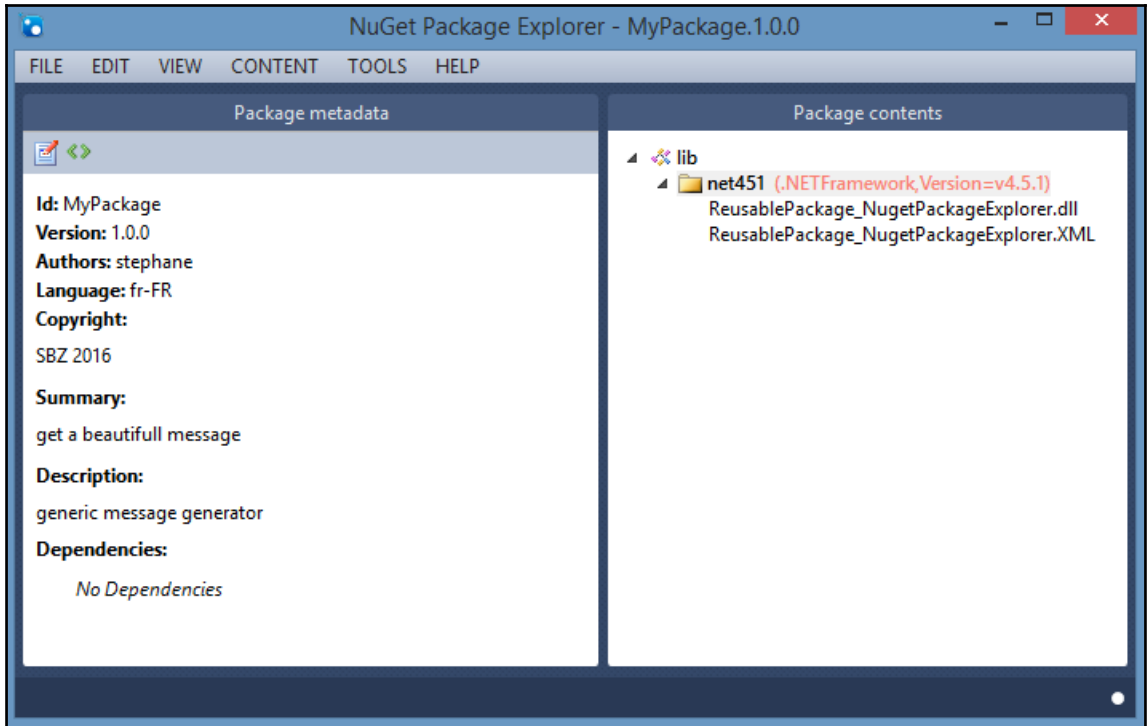 NuGet Package Explorer - MyPackage.1.0.0
FILE EDIT VIEW CONTENT TOOLS HELP
Package metadata
Id: MyPackage
Version: 1.0.0
Authors: stephane
Language: fr-FR
Copyright:
SBZ 2016
Summary:
get a beautifull message
Description:
generic message generator
Dependencies:
No Dependencies
Package contents
lib
net451 (.NETFramework,Version=v4.5.1)
ReusablePackage_NugetPackageExplorer.dll
ReusablePackage_NugetPackageExplorer.XML